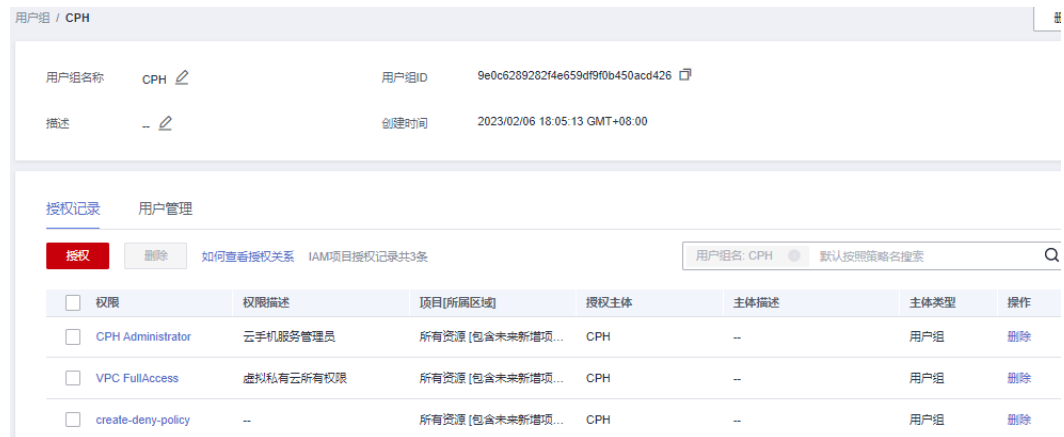 用户组 / CPH
用户组名称 CPH 用户组ID 9e0c6289282f4e659df9f0b450acd426
描述 -- 创建时间 2023/02/06 18:05:13 GMT+08:00
授权记录 用户管理
授权 删除 如何查看授权关系 IAM项目授权记录共3条 用户组名: CPH 默认按照策略名搜索
权限 权限描述 项目[所属区域] 授权主体 主体描述 主体类型 操作
CPH Administrator 云手机服务管理员 所有资源 [包含未来新增项... CPH -- 用户组 删除
VPC FullAccess 虚拟私有云所有权限 所有资源 [包含未来新增项... CPH -- 用户组 删除
create-deny-policy -- 所有资源 [包含未来新增项... CPH -- 用户组 删除